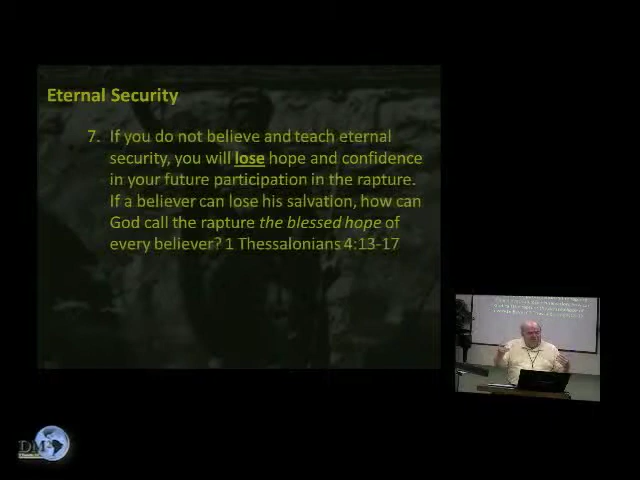 Eternal Security
7. If you do not believe and teach eternal
security, you will lose hope and confidence
in your future participation in the rapture.
If a believer can lose his salvation, how can
God call the rapture the blessed hope of
every believer? 1 Thessalonians 4:13-17